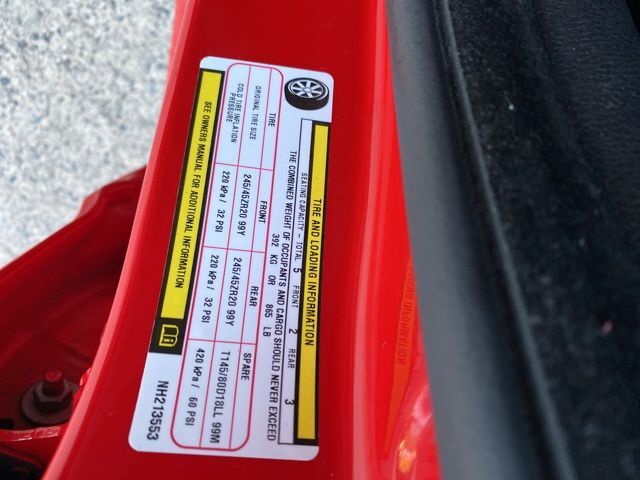 TIRE AND LOADING INFORMATION
SEATING CAPACITY - TOTAL 5 FRONT 2 REAR 3
THE COMBINED WEIGHT OF OCCUPANTS AND CARGO SHOULD NEVER EXCEED
392 KG OR 865 LB
TIRE FRONT REAR SPARE
ORIGINAL TIRE SIZE 245/45ZR20 99Y 245/45ZR20 99Y T145/80D18LL 99M
COLD TIRE INFLATION PRESSURE 220 kPa / 32 PSI 220 kPa / 32 PSI 420 kPa / 60 PSI
SEE OWNERS MANUAL FOR ADDITIONAL INFORMATION
NH213553